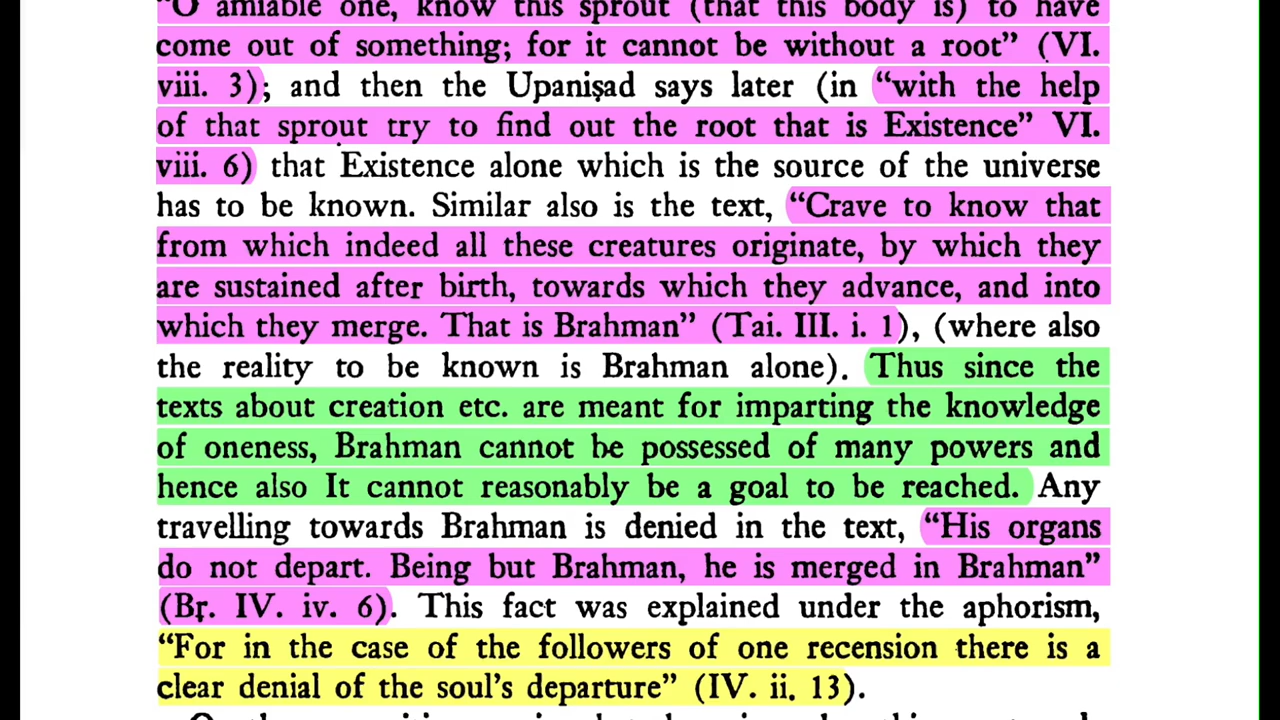 “O amiable one, know this sprout (that this body is) to have
come out of something; for it cannot be without a root” (VI.
viii. 3); and then the Upaniṣad says later (in “with the help
of that sprout try to find out the root that is Existence” VI.
viii. 6) that Existence alone which is the source of the universe
has to be known. Similar also is the text, “Crave to know that
from which indeed all these creatures originate, by which they
are sustained after birth, towards which they advance, and into
which they merge. That is Brahman” (Tai. III. i. 1), (where also
the reality to be known is Brahman alone). Thus since the
texts about creation etc. are meant for imparting the knowledge
of oneness, Brahman cannot be possessed of many powers and
hence also It cannot reasonably be a goal to be reached. Any
travelling towards Brahman is denied in the text, “His organs
do not depart. Being but Brahman, he is merged in Brahman”
(Bṛ. IV. iv. 6). This fact was explained under the aphorism,
“For in the case of the followers of one recension there is a
clear denial of the soul’s departure” (IV. ii. 13).